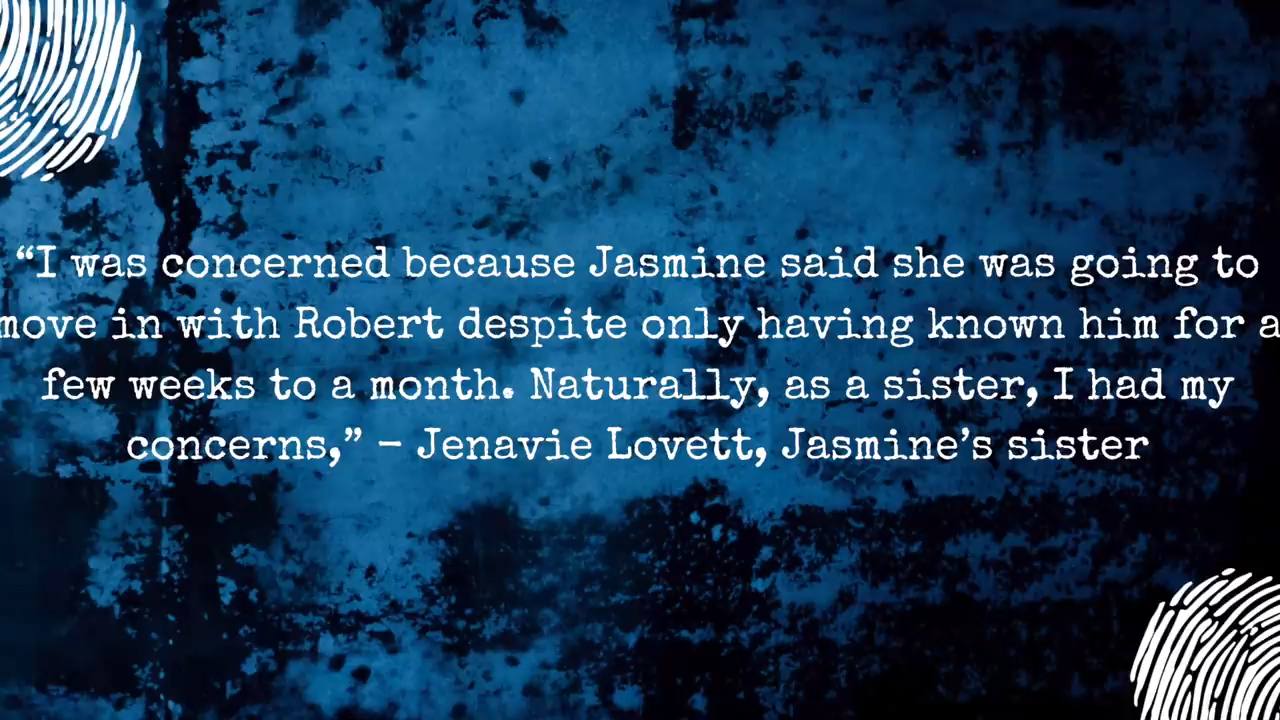 “I was concerned because Jasmine said she was going to
move in with Robert despite only having known him for a
few weeks to a month. Naturally, as a sister, I had my
concerns,” – Jenavie Lovett, Jasmine’s sister